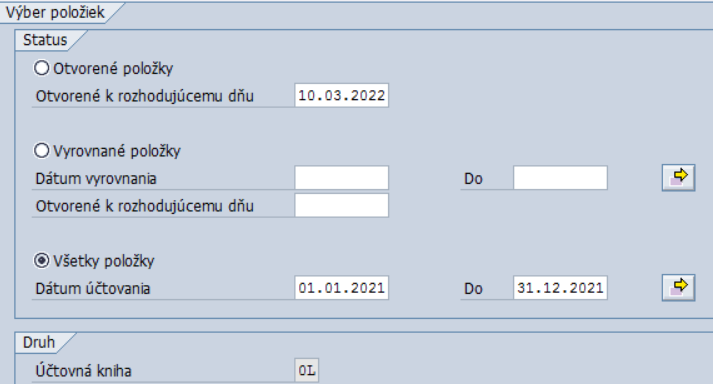 Výber položiek
Status
Otvorené položky
Otvorené k rozhodujúcemu dňu 10.03.2022
Vyrovnané položky
Dátum vyrovnania Do
Otvorené k rozhodujúcemu dňu
Všetky položky
Dátum účtovania 01.01.2021 Do 31.12.2021
Druh
Účtovná kniha 0L